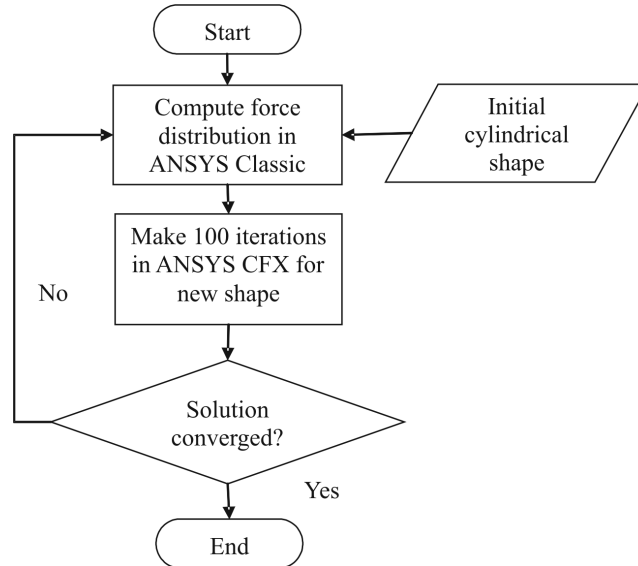 Start
Compute force
distribution in
ANSYS Classic
Initial
cylindrical
shape
Make 100 iterations
in ANSYS CFX for
new shape
No
Solution
converged?
Yes
End